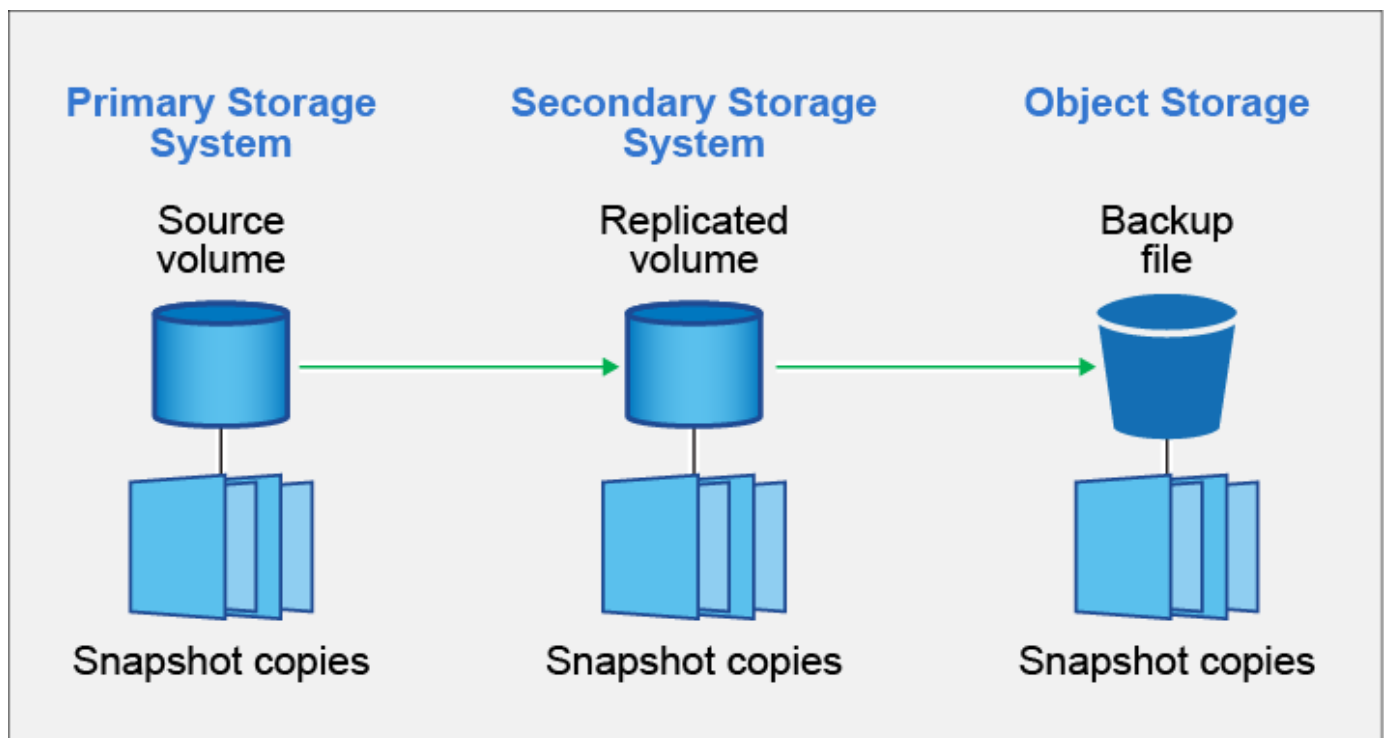 Primary Storage
System
Source
volume
Snapshot copies
Secondary Storage
System
Replicated
volume
Snapshot copies
Object Storage
Backup
file
Snapshot copies